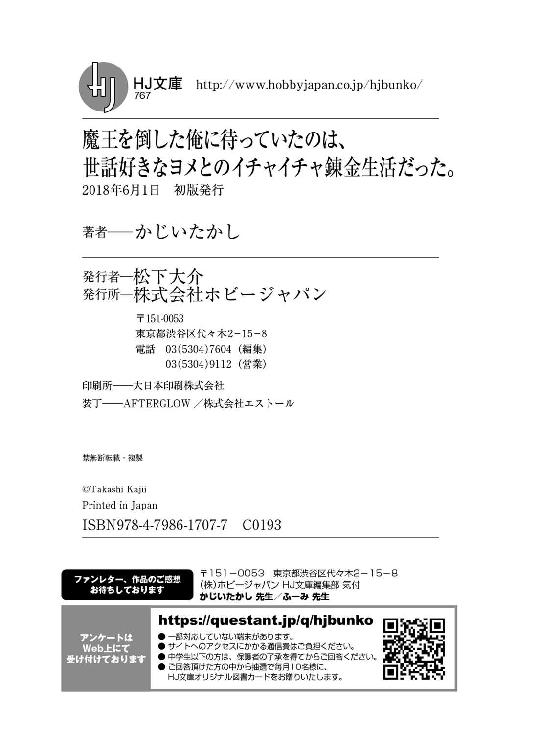 HJ
HJ文庫 http://www.hobbyjapan.co.jp/hjbunko/
767
魔王を倒した俺に待っていたのは、
世話好きなヨメとのイチャイチャ錬金生活だった。
2018年6月1日 初版発行
著者──かじいたかし
発行者─松下大介
発行所─株式会社ホビージャパン
〒151-0053
東京都渋谷区代々木2−15−8
電話 03(5304)7604（編集）
03(5304)9112（営業）
印刷所──大日本印刷株式会社
装丁──AFTERGLOW／株式会社エストール
禁無断転載・複製
©Takashi Kajii
Printed in Japan
ISBN978-4-7986-1707-7 C0193
ファンレター、作品のご感想
お待ちしております
〒151−0053 東京都渋谷区代々木2−15−8
(株)ホビージャパン HJ文庫編集部 気付
かじいたかし 先生／ふーみ 先生
アンケートは
Web上にて
受け付けております
https://questant.jp/q/hjbunko
● 一部対応していない端末があります。
● サイトへのアクセスにかかる通信費はご負担ください。
● 中学生以下の方は、保護者の了承を得てからご回答ください。
● ご回答頂けた方の中から抽選で毎月10名様に、
HJ文庫オリジナル図書カードをお贈りいたします。